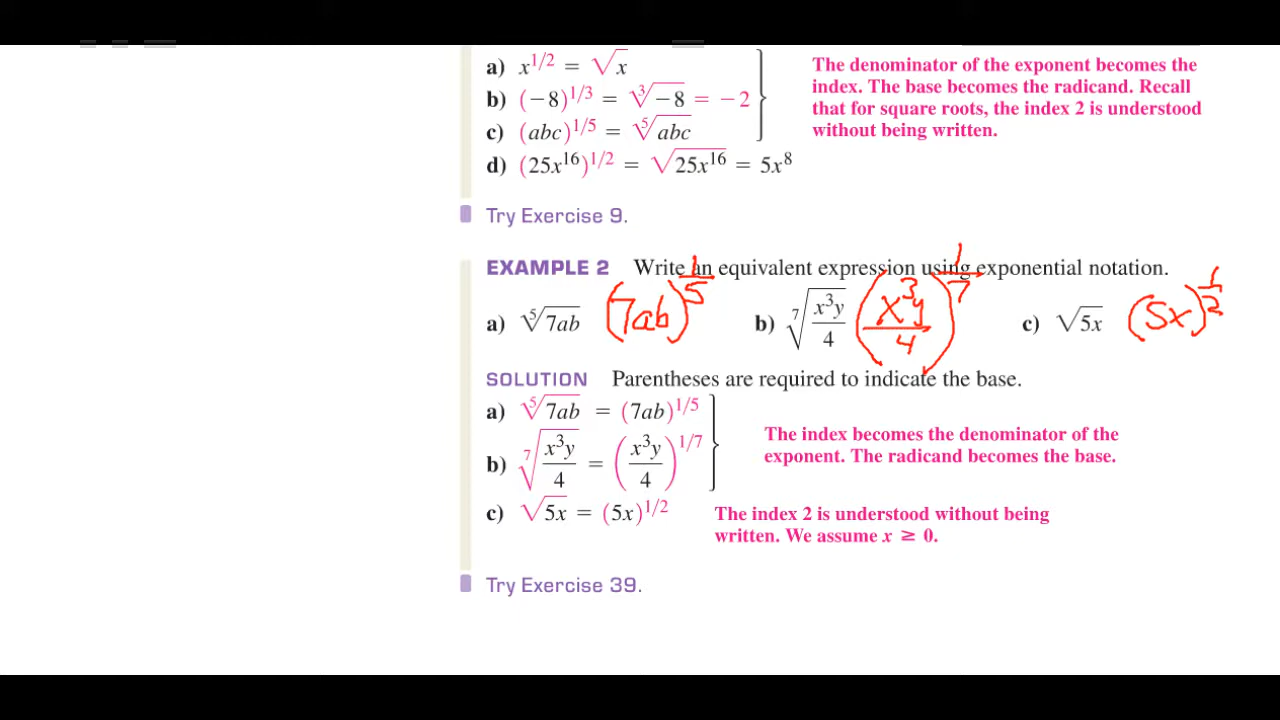 a) x^{1/2} = √x
b) (−8)^{1/3} = ∛−8 = −2
c) (abc)^{1/5} = ⁵√abc
d) (25x^{16})^{1/2} = √25x^{16} = 5x^8
The denominator of the exponent becomes the
index. The base becomes the radicand. Recall
that for square roots, the index 2 is understood
without being written.
Try Exercise 9.
EXAMPLE 2 Write an equivalent expression using exponential notation.
a) ⁵√7ab (7ab)^{1/5} b) ⁷√(x^3y/4) (x^3y/4)^{1/7} c) √5x (5x)^{1/2}
SOLUTION Parentheses are required to indicate the base.
a) ⁵√7ab = (7ab)^{1/5}
b) ⁷√(x^3y/4) = (x^3y/4)^{1/7}
c) √5x = (5x)^{1/2}
The index becomes the denominator of the
exponent. The radicand becomes the base.
The index 2 is understood without being
written. We assume x ≥ 0.
Try Exercise 39.